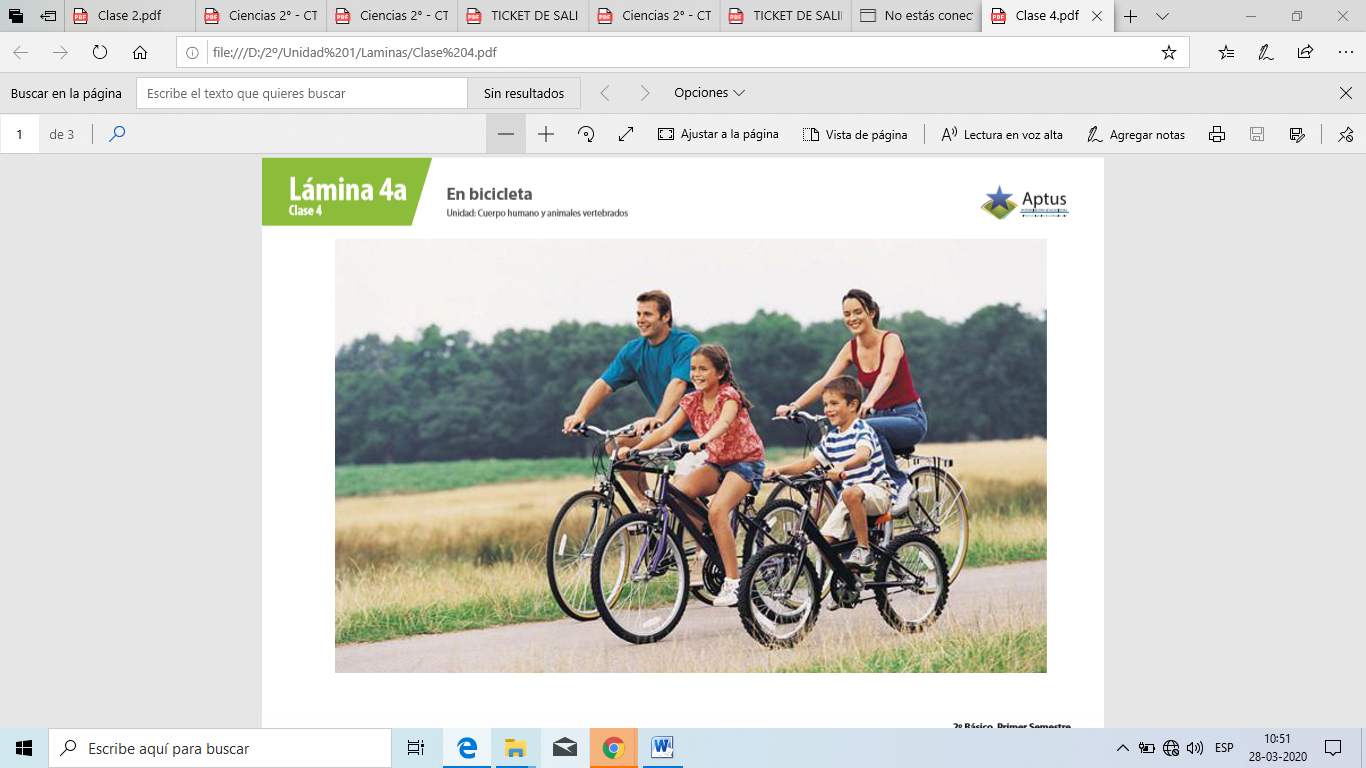 Clase 2.pdf
Ciencias 2° - CT
Ciencias 2° - CT
TICKET DE SALI
Ciencias 2° - CT
TICKET DE SALI
No estás conec
Clase 4.pdf
file:///D:/2º/Unidad%201/Laminas/Clase%204.pdf
Buscar en la página
Escribe el texto que quieres buscar
Sin resultados
Opciones
1
de 3
Ajustar a la página
Vista de página
Lectura en voz alta
Agregar notas
Lámina 4a
Clase 4
En bicicleta
Unidad: Cuerpo humano y animales vertebrados
Aptus
2º Básico, Primer Semestre
Escribe aquí para buscar
ESP
10:51
28-03-2020